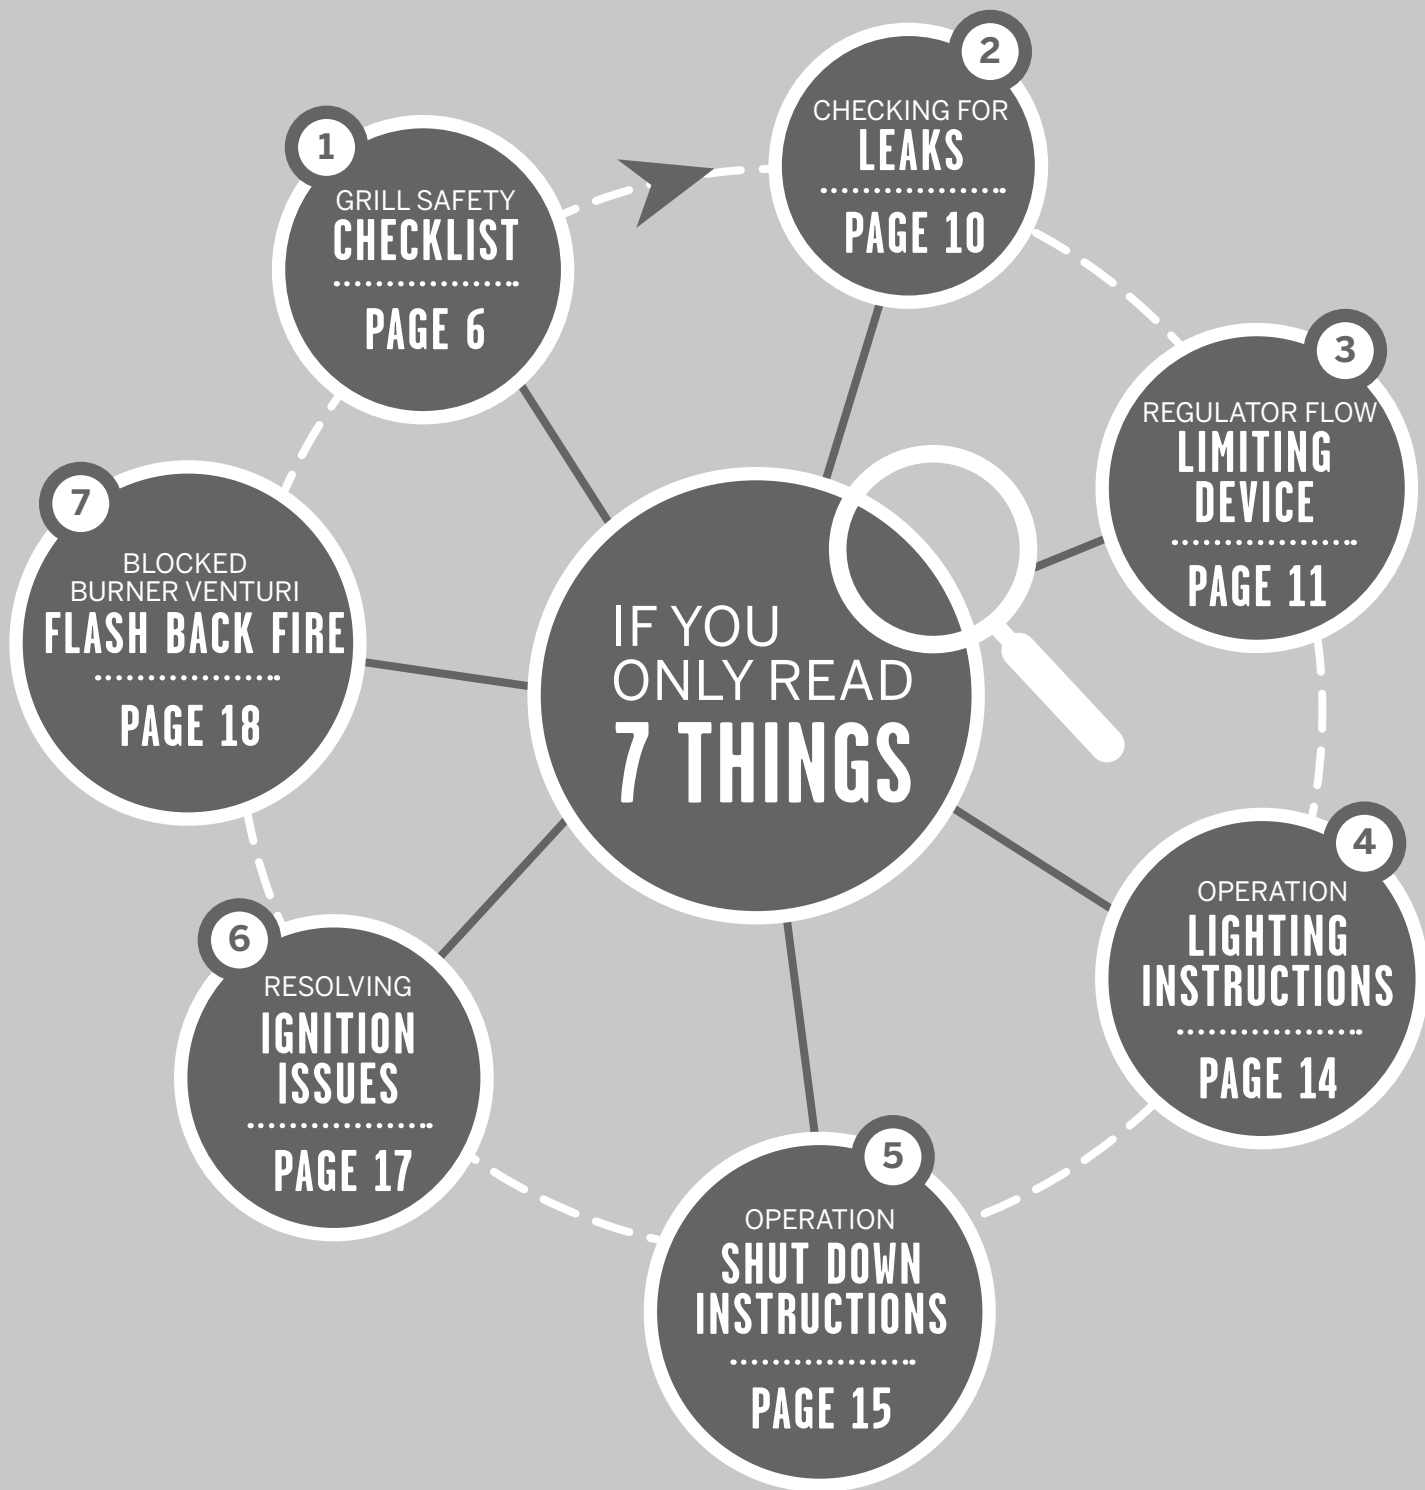 1
GRILL SAFETY
CHECKLIST
PAGE 6
2
CHECKING FOR
LEAKS
PAGE 10
3
REGULATOR FLOW
LIMITING
DEVICE
PAGE 11
IF YOU
ONLY READ
7 THINGS
4
OPERATION
LIGHTING
INSTRUCTIONS
PAGE 14
5
OPERATION
SHUT DOWN
INSTRUCTIONS
PAGE 15
6
RESOLVING
IGNITION
ISSUES
PAGE 17
7
BLOCKED
BURNER VENTURI
FLASH BACK FIRE
PAGE 18